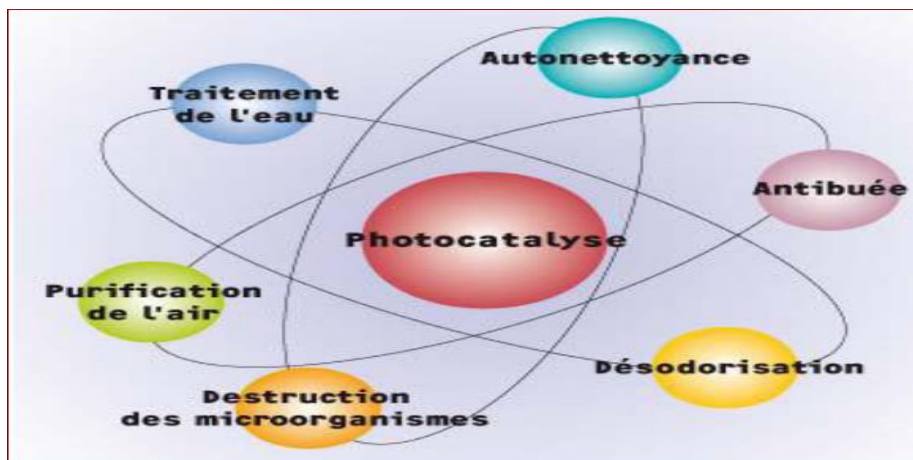 Autonettoyance
Traitement
de l'eau
Antibuée
Photocatalyse
Purification
de l'air
Désodorisation
Destruction
des microorganismes